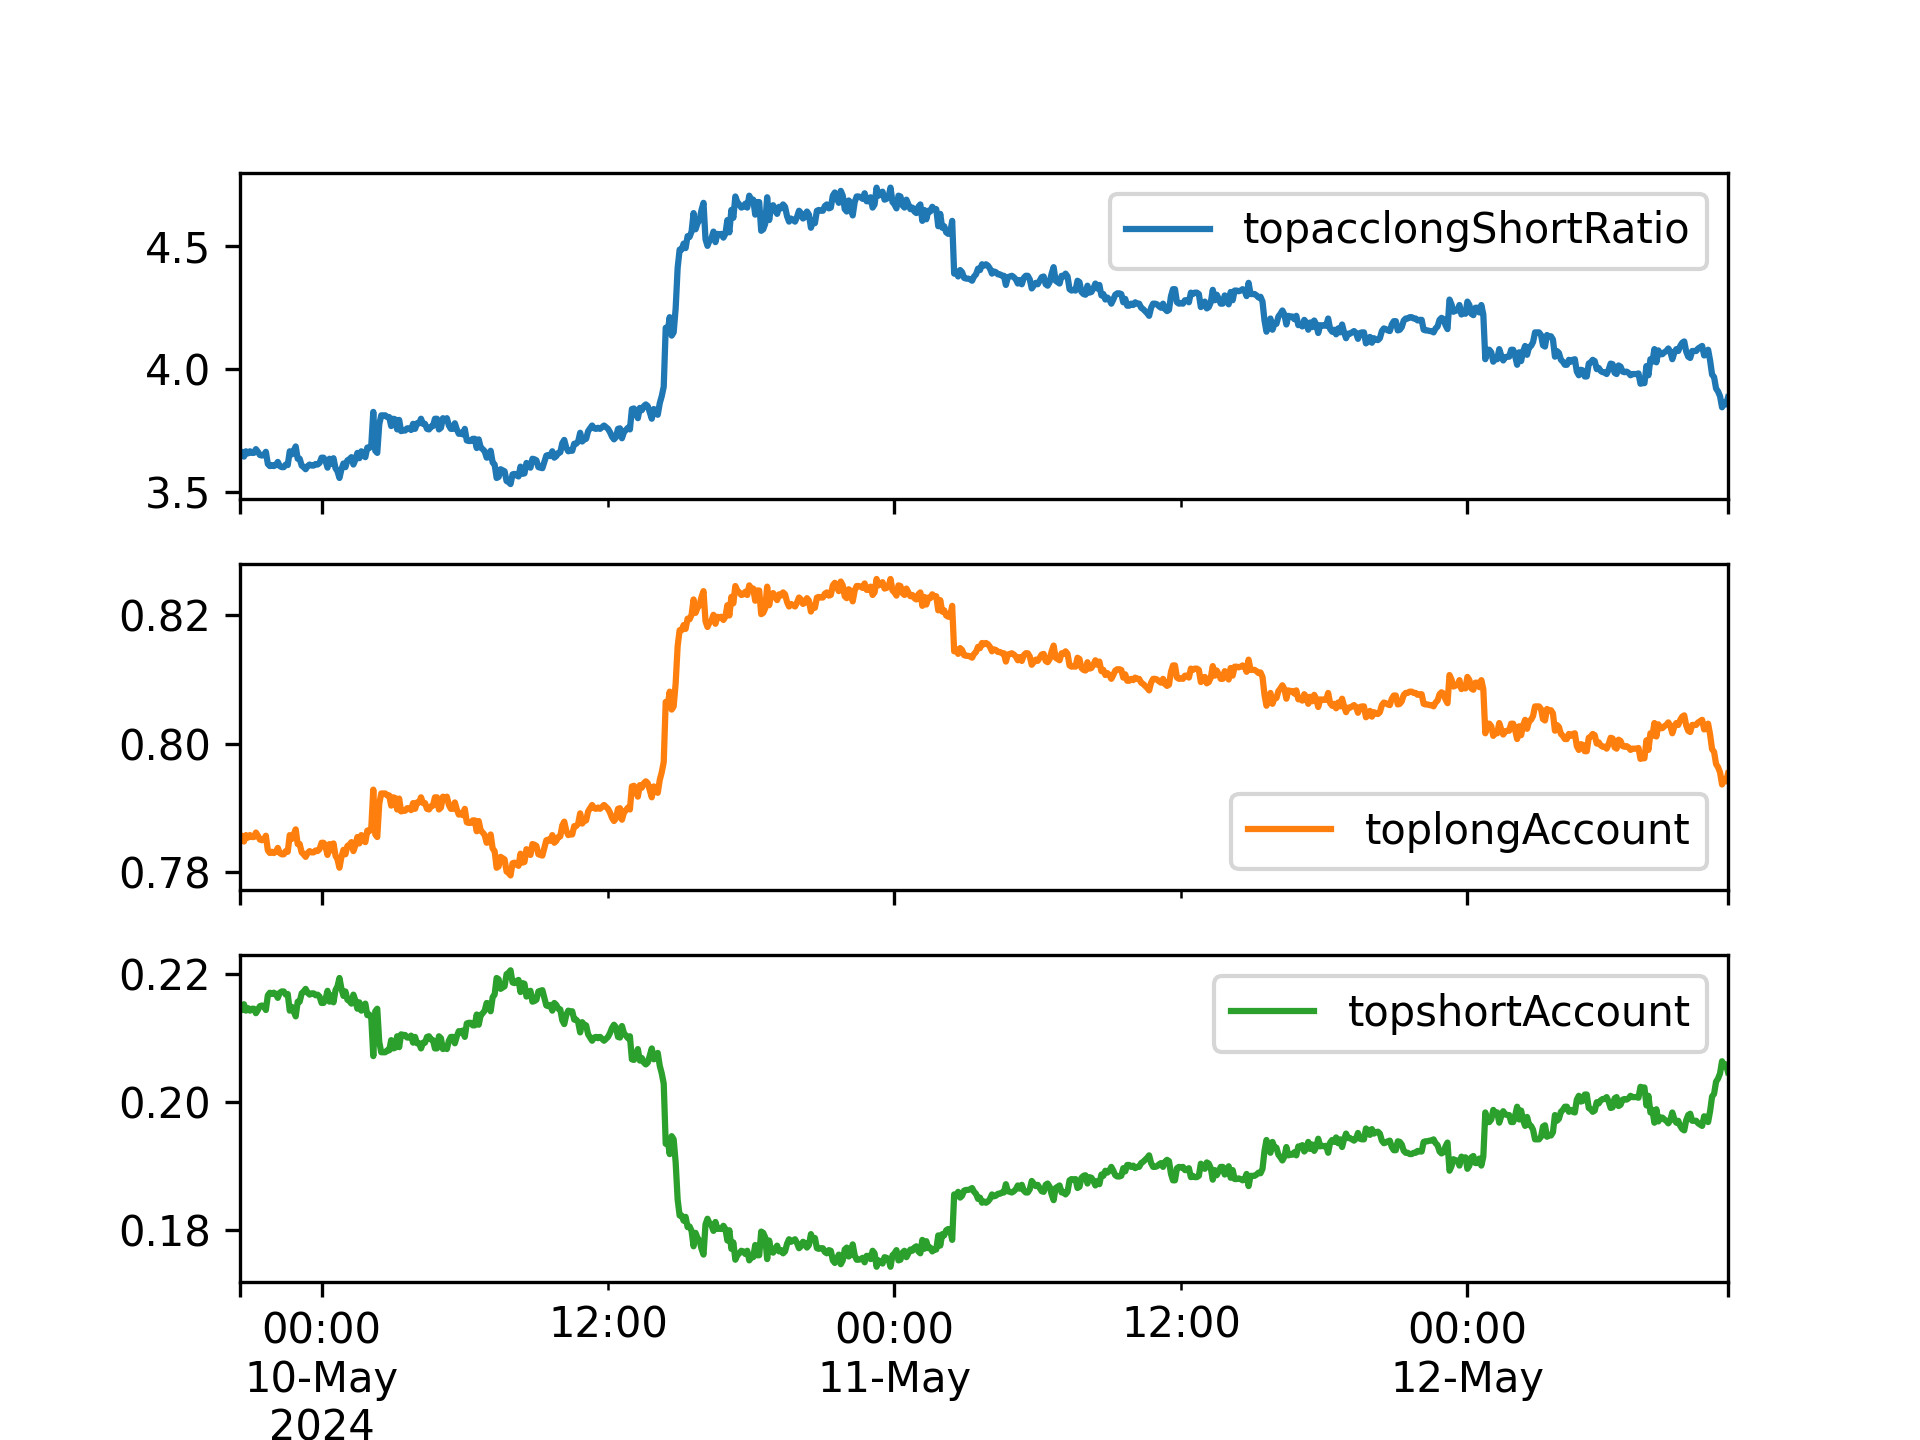 topacclongShortRatio
4.5
4.0
3.5
0.82
0.80
0.78
toplongAccount
0.22
topshortAccount
0.20
0.18
00:00 12:00 00:00 12:00 00:00
10-May 11-May 12-May
2024